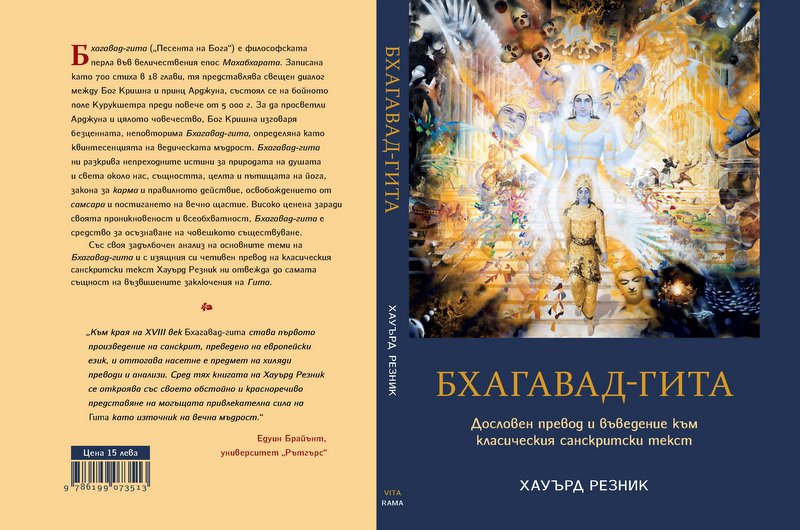 Бхагавад-гита („Песента на Бога“) е философската
перла във величествения епос Махабхарата. Записана
като 700 стиха в 18 глави, тя представлява свещен диалог
между Бог Кришна и принц Арджуна, състоял се на бойното
поле Курукшетра преди повече от 5 000 г. За да просветли
Арджуна и цялото човечество, Бог Кришна изговаря
безценната, неповторима Бхагавад-гита, определяна като
квинтесенцията на ведическата мъдрост. Бхагавад-гита
ни разкрива непреходните истини за природата на душата
и света около нас, същността, целта и пътищата на йога,
закона за карма и правилното действие, освобождението от
самсара и постигането на вечно щастие. Високо ценена заради
своята проникновеност и всеобхватност, Бхагавад-гита е
средство за осъзнаване на човешкото съществуване.
Със своя задълбочен анализ на основните теми на
Бхагавад-гита и с изящния си четивен превод на класическия
санскритски текст Хауърд Резник ни отвежда до самата
същност на възвишените заключения на Гита.
„Към края на XVIII век Бхагавад-гита става първото
произведение на санскрит, преведено на европейски
език, и оттогава насетне е предмет на хиляди
преводи и анализи. Сред тях книгата на Хауърд Резник
се откроява със своето обстойно и красноречиво
представяне на могъщата привлекателна сила на
Гита като източник на вечна мъдрост.“
Едуин Брайънт,
университет „Рътгърс“
Цена 15 лева
9 786199 073513
БХАГАВАД-ГИТА
ХАУЪРД РЕЗНИК
VITA
RAMA
БХАГАВАД-ГИТА
Дословен превод и въведение към
класическия санскритски текст
ХАУЪРД РЕЗНИК